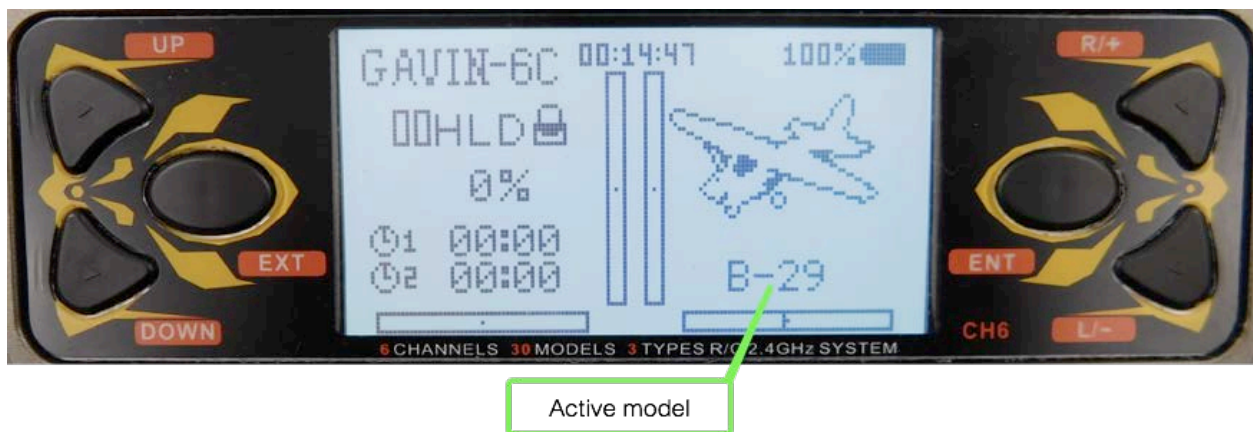 UP
R/+
GAVIN-6C 00:14:47 100%
HLD
0%
1 00:00
2 00:00
B-29
EXT
ENT
DOWN
CH6
L/-
6 CHANNELS 30 MODELS 3 TYPES R/C 2.4GHz SYSTEM
Active model